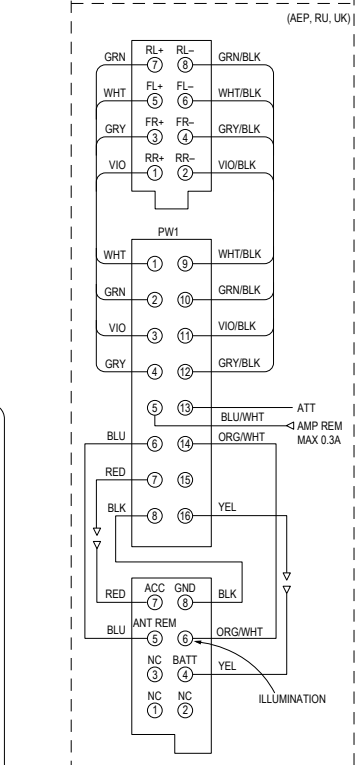 (AEP, RU, UK)
RL+ RL–
GRN 7 8 GRN/BLK
FL+ FL–
WHT 5 6 WHT/BLK
FR+ FR–
GRY 3 4 GRY/BLK
RR+ RR–
VIO 1 2 VIO/BLK
PW1
WHT 1 9 WHT/BLK
GRN 2 10 GRN/BLK
VIO 3 11 VIO/BLK
GRY 4 12 GRY/BLK
5 13 ATT
BLU/WHT AMP REM
MAX 0.3A
BLU 6 14 ORG/WHT
RED 7 15
BLK 8 16 YEL
ACC GND
RED 7 8 BLK
ANT REM
BLU 5 6 ORG/WHT
NC BATT
3 4 YEL
ILLUMINATION
NC NC
1 2